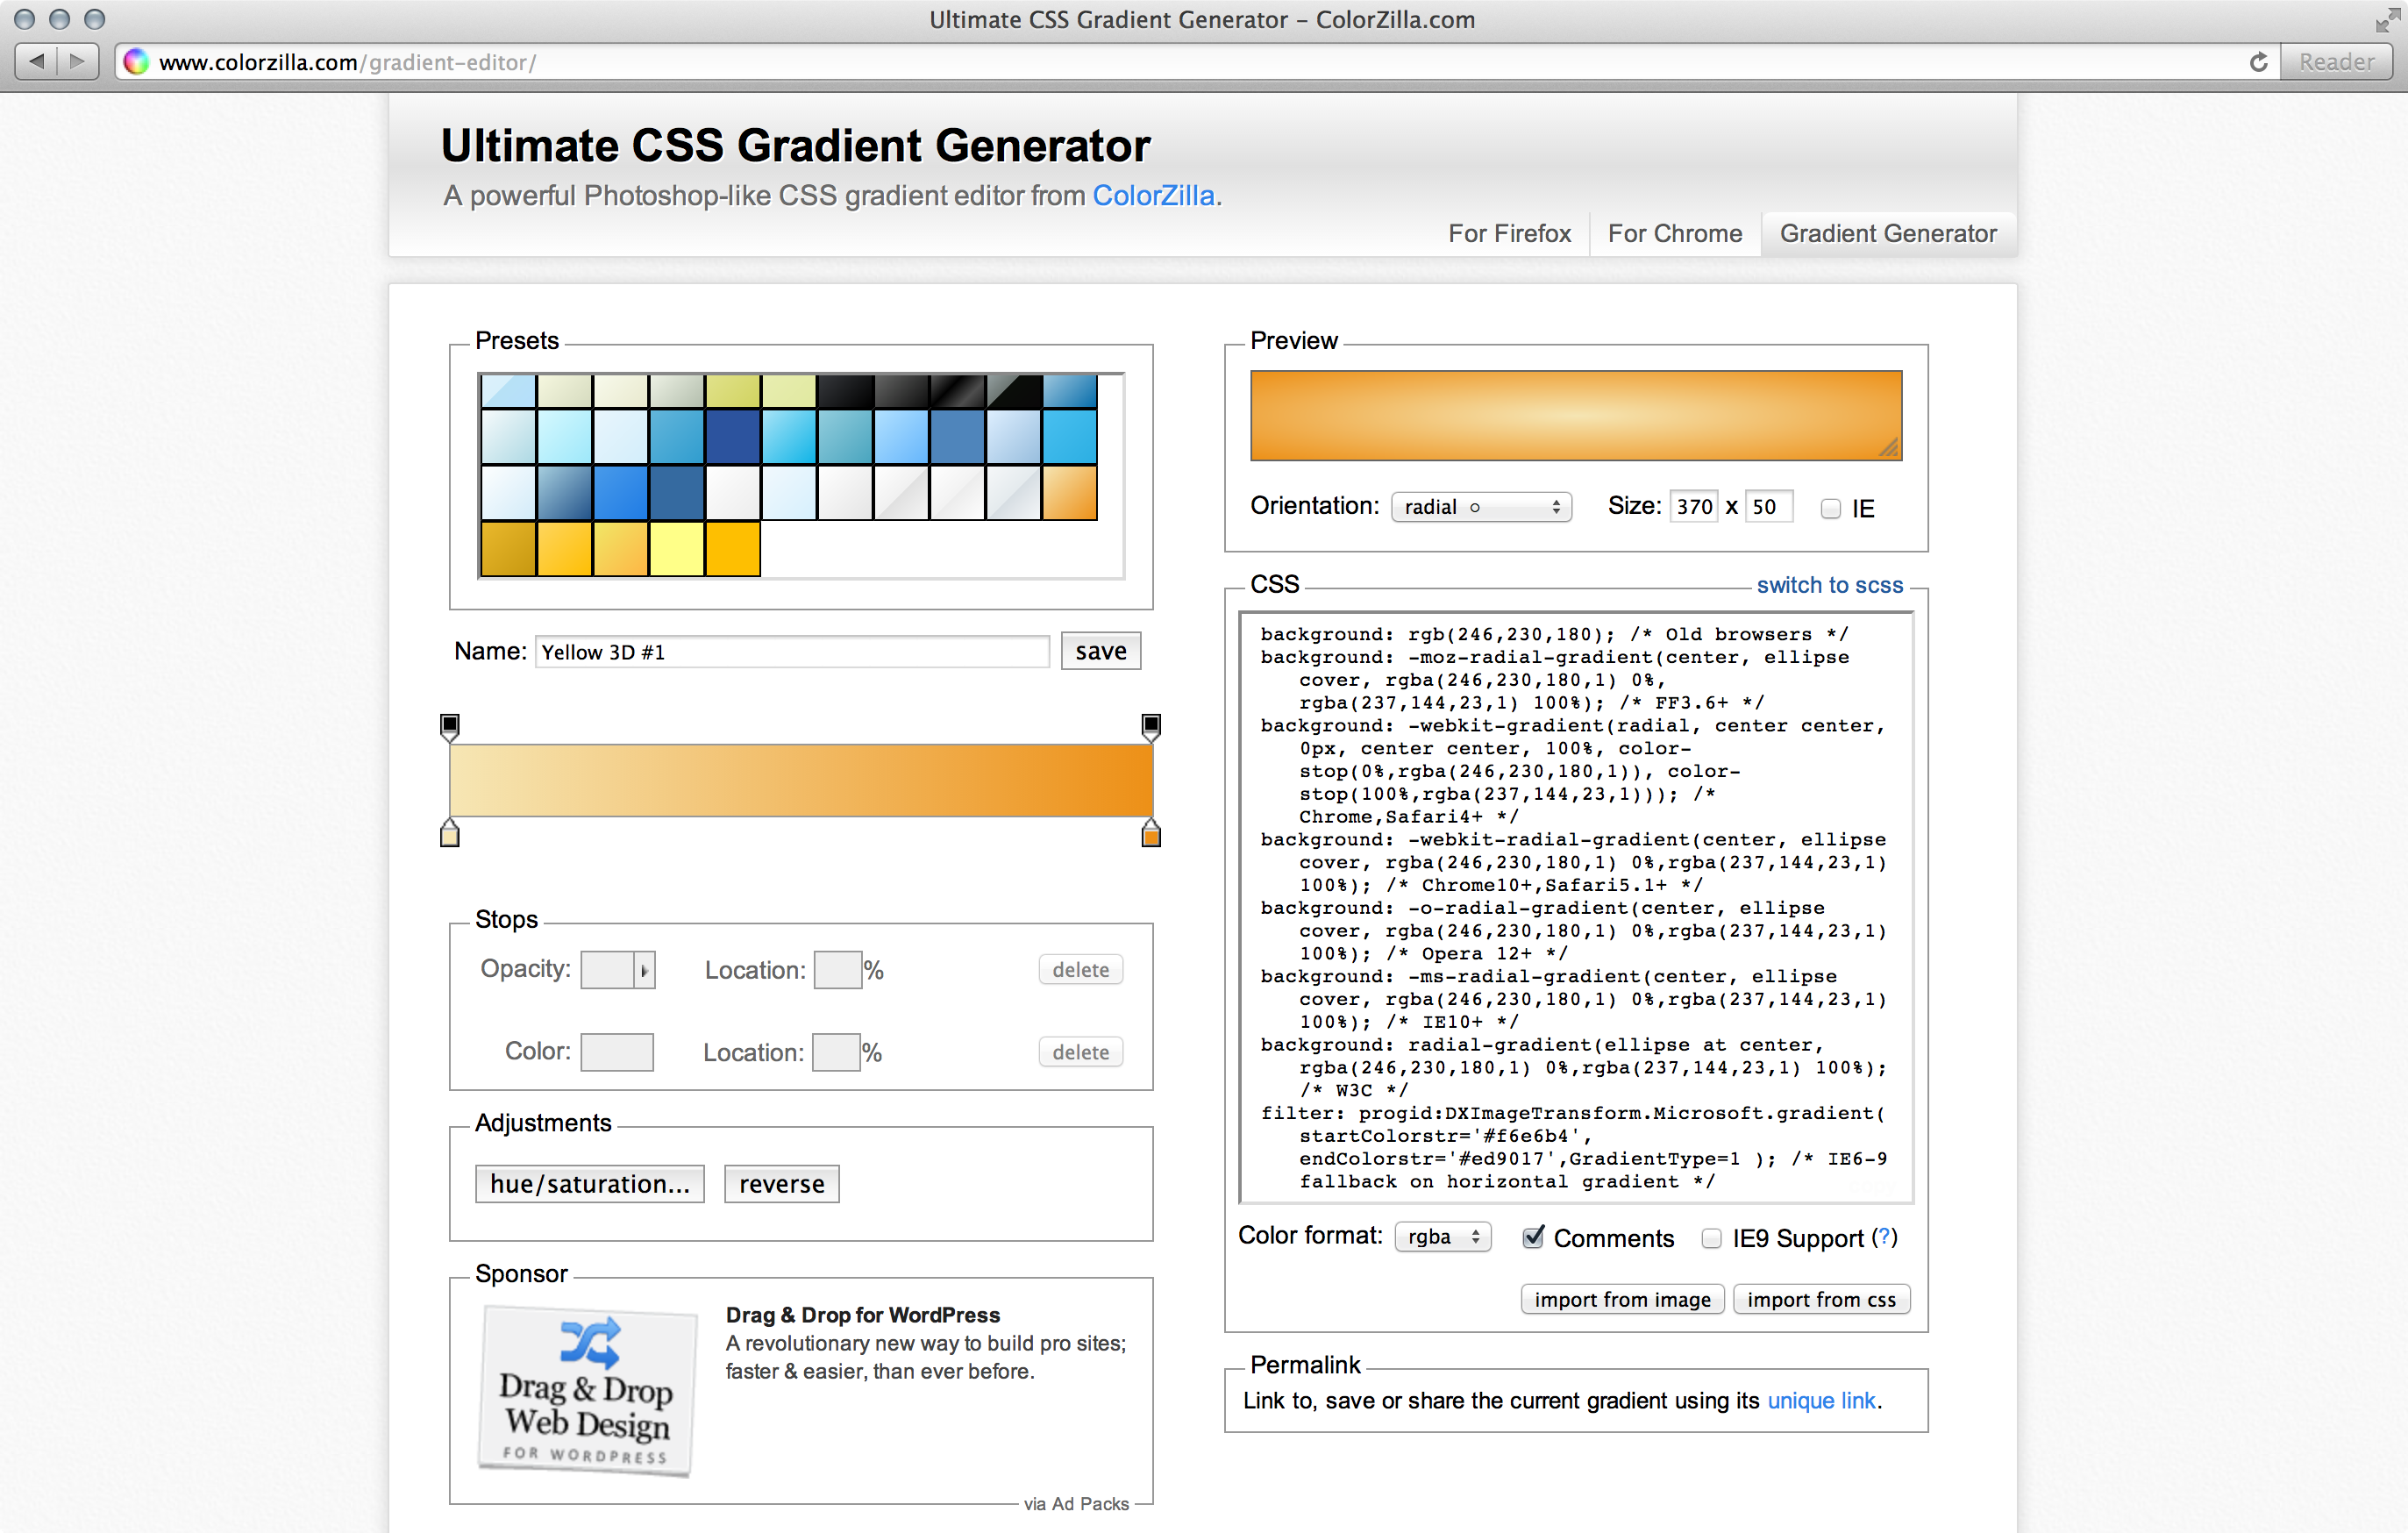 Ultimate CSS Gradient Generator – ColorZilla.com
www.colorzilla.com/gradient-editor/
Reader
Ultimate CSS Gradient Generator
A powerful Photoshop-like CSS gradient editor from ColorZilla.
For Firefox
For Chrome
Gradient Generator
Presets
Name: Yellow 3D #1 save
Stops
Opacity: Location: % delete
Color: Location: % delete
Adjustments
hue/saturation... reverse
Sponsor
Drag & Drop
Web Design
FOR WORDPRESS
Drag & Drop for WordPress
A revolutionary new way to build pro sites;
faster & easier, than ever before.
via Ad Packs
Preview
Orientation: radial ○ Size: 370 x 50 IE
CSS switch to scss
background: rgb(246,230,180); /* Old browsers */
background: -moz-radial-gradient(center, ellipse
cover, rgba(246,230,180,1) 0%,
rgba(237,144,23,1) 100%); /* FF3.6+ */
background: -webkit-gradient(radial, center center,
0px, center center, 100%, color-
stop(0%,rgba(246,230,180,1)), color-
stop(100%,rgba(237,144,23,1))); /*
Chrome,Safari4+ */
background: -webkit-radial-gradient(center, ellipse
cover, rgba(246,230,180,1) 0%,rgba(237,144,23,1)
100%); /* Chrome10+,Safari5.1+ */
background: -o-radial-gradient(center, ellipse
cover, rgba(246,230,180,1) 0%,rgba(237,144,23,1)
100%); /* Opera 12+ */
background: -ms-radial-gradient(center, ellipse
cover, rgba(246,230,180,1) 0%,rgba(237,144,23,1)
100%); /* IE10+ */
background: radial-gradient(ellipse at center,
rgba(246,230,180,1) 0%,rgba(237,144,23,1) 100%);
/* W3C */
filter: progid:DXImageTransform.Microsoft.gradient(
startColorstr='#f6e6b4',
endColorstr='#ed9017',GradientType=1 ); /* IE6-9
fallback on horizontal gradient */
Color format: rgba Comments IE9 Support (?)
import from image import from css
Permalink
Link to, save or share the current gradient using its unique link.